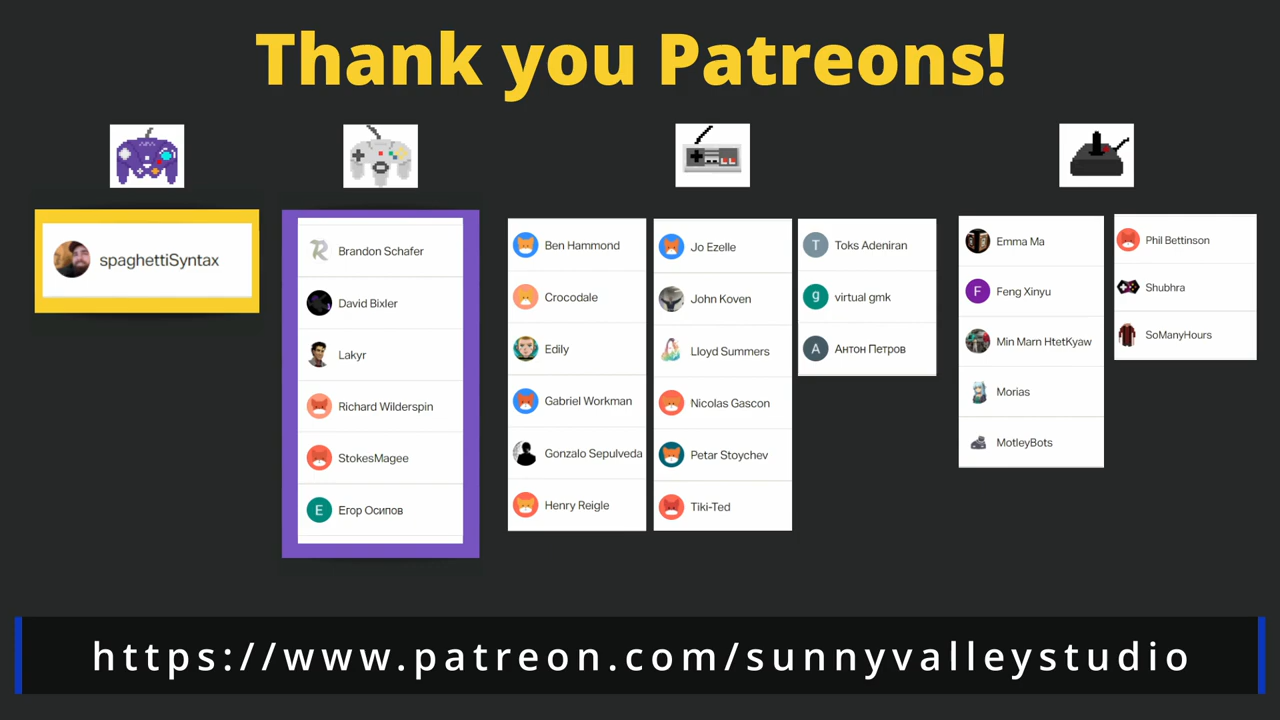 Thank you Patreons!
spaghettiSyntax
Brandon Schafer
David Bixler
Lakyr
Richard Wilderspin
StokesMagee
E
Егор Осипов
Ben Hammond
Crocodale
Edily
Gabriel Workman
Gonzalo Sepulveda
Henry Reigle
Jo Ezelle
John Koven
Lloyd Summers
Nicolas Gascon
Petar Stoychev
Tiki-Ted
T
Toks Adeniran
g
virtual gmk
А
Антон Петров
Emma Ma
F
Feng Xinyu
Min Marn HtetKyaw
Morias
MotleyBots
Phil Bettinson
Shubhra
SoManyHours
https://www.patreon.com/sunnyvalleystudio